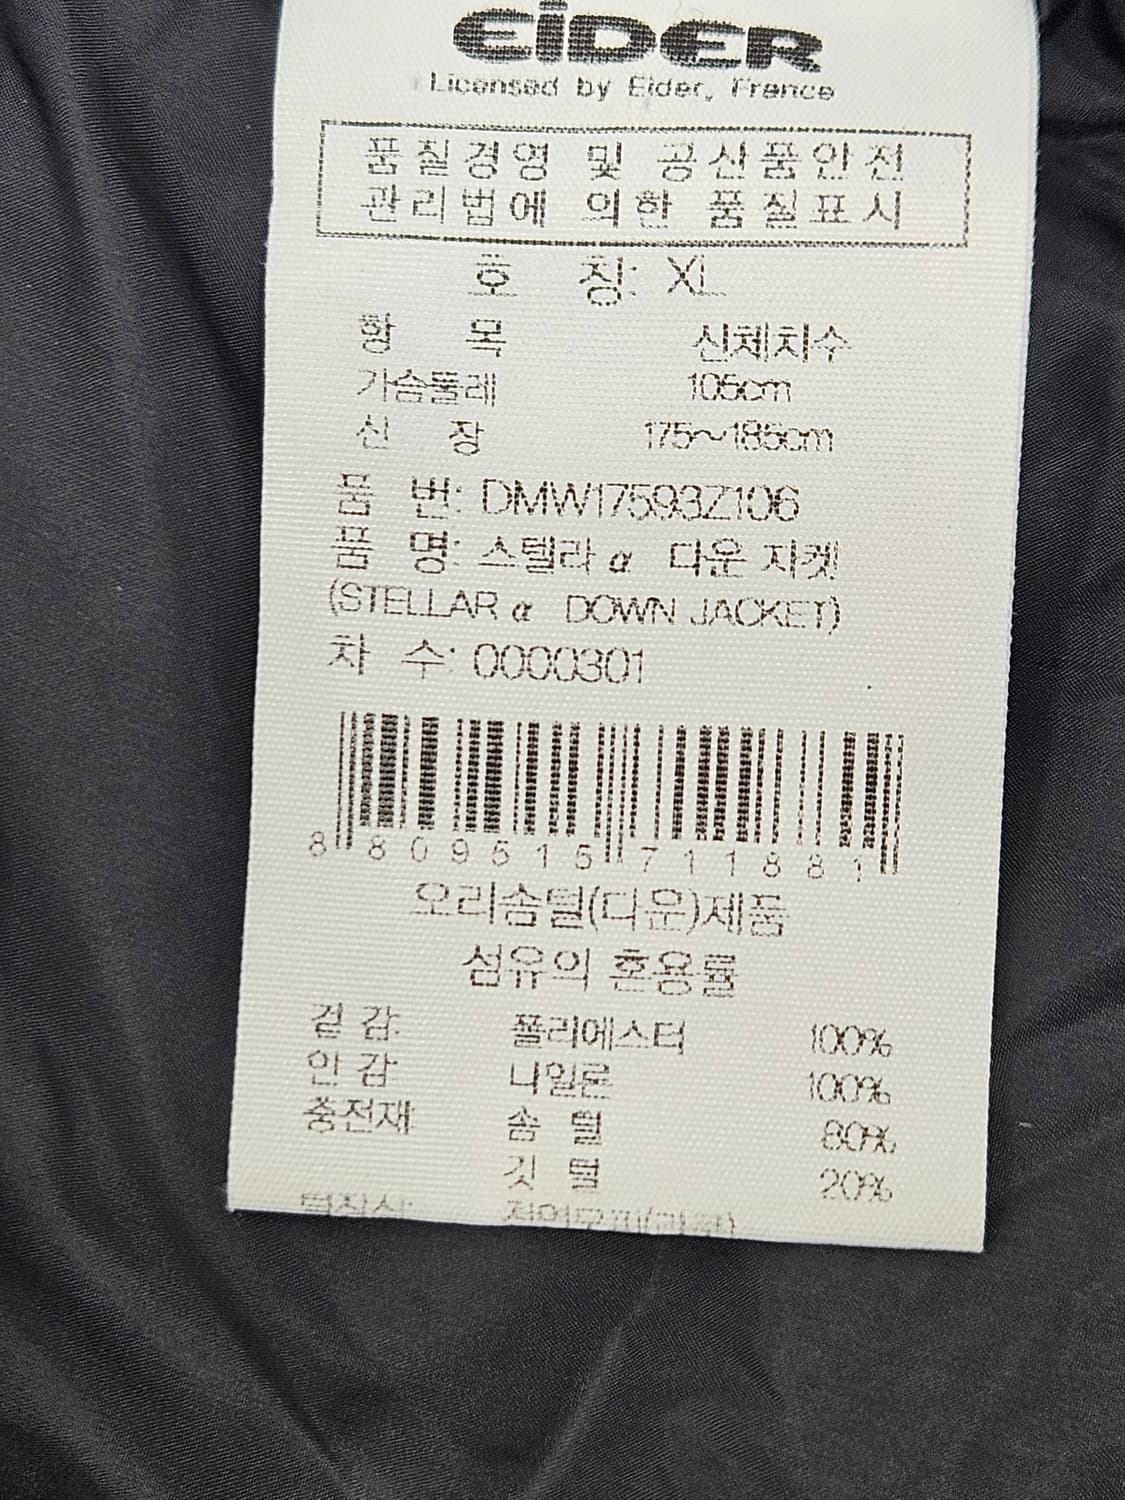 EiDER
Licensed by Eider, France
품질경영 및 공산품안전
관리법에 의한 품질표시
호 칭: XL
항 목 신체치수
가슴둘레 105cm
신 장 175~185cm
품 번: DMW17593Z106
품 명: 스텔라 α 다운 자켓
(STELLAR α DOWN JACKET)
차 수: 0000301
8 809515 711881
오리솜털(다운)제품
섬유의 혼용률
겉 감: 폴리에스터 100%
안 감: 나일론 100%
충전재: 솜 털 80%
깃 털 20%